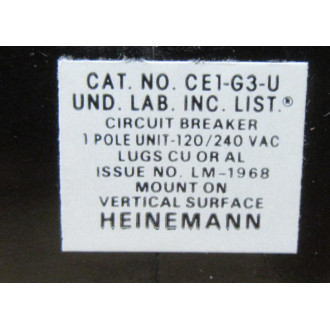 CAT. NO. CE1-G3-U
UND. LAB. INC. LIST.®
CIRCUIT BREAKER
1 POLE UNIT-120/240 VAC
LUGS CU OR AL
ISSUE NO. LM-1968
MOUNT ON
VERTICAL SURFACE
HEINEMANN